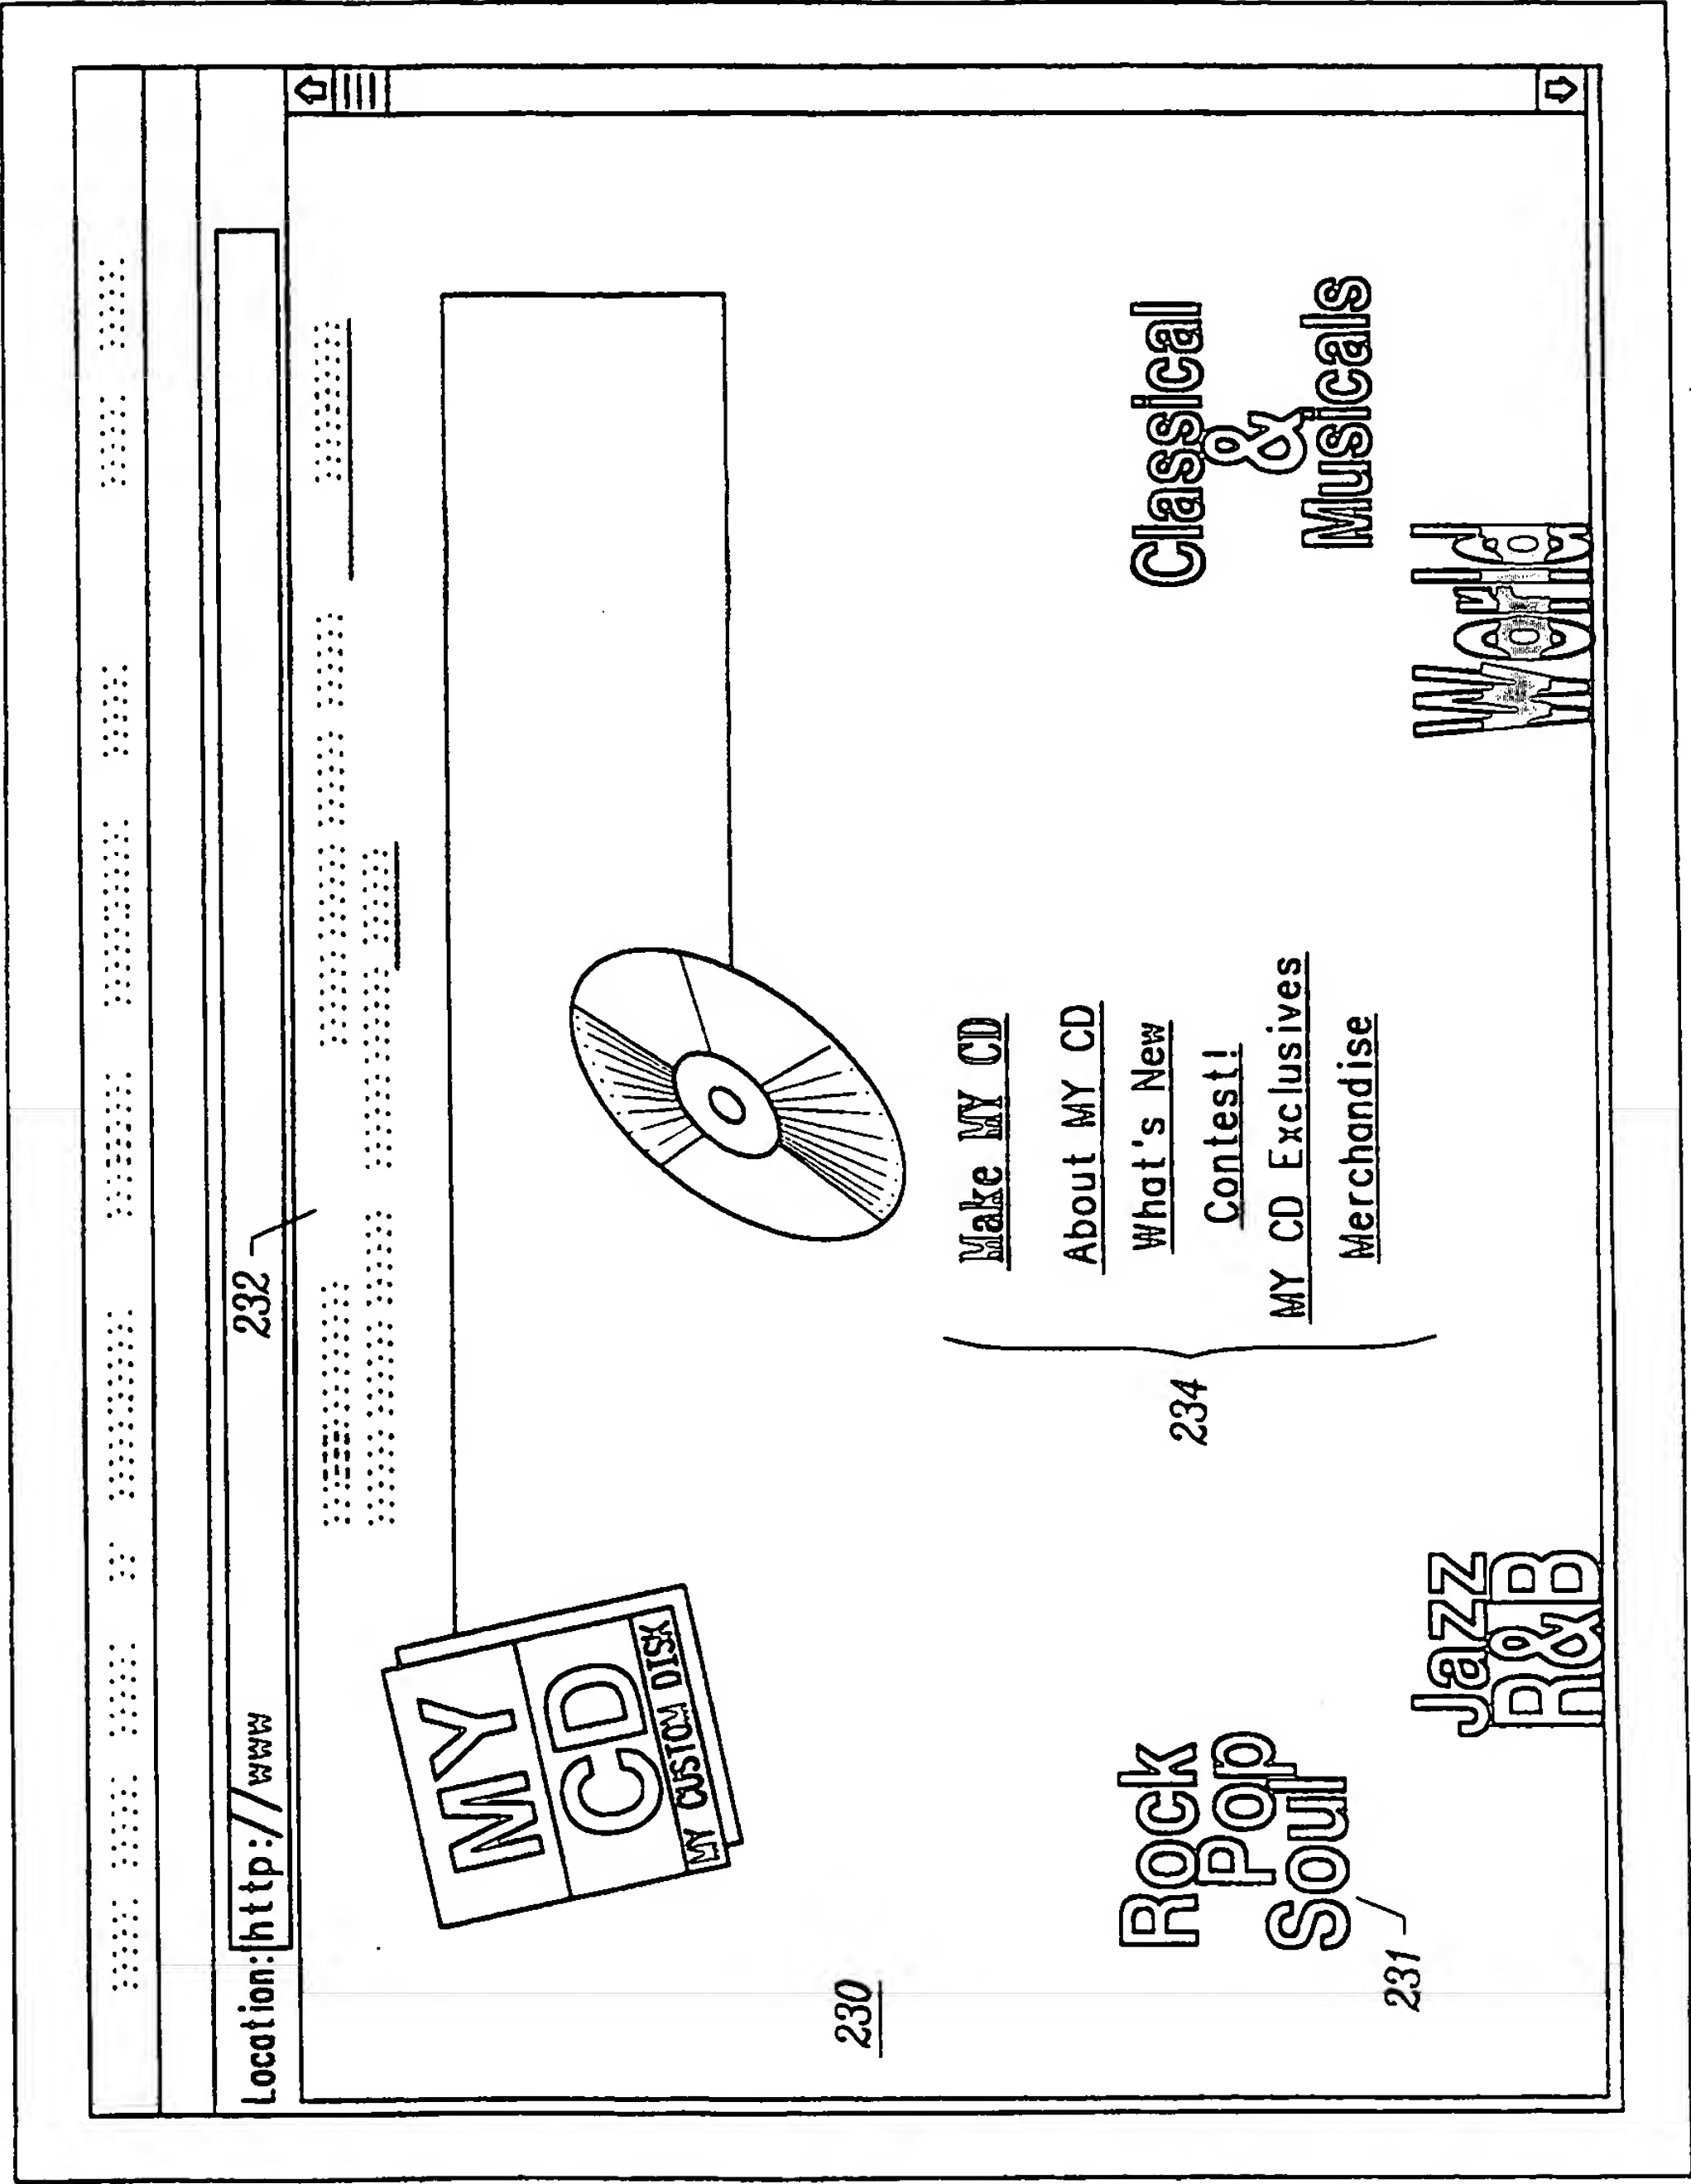 Location: http://www
232
MY
CD
MY CUSTOM DISK
230
Make MY CD
About MY CD
What's New
Contest!
MY CD Exclusives
Merchandise
234
Rock
Pop
Soul
231
Jazz
R&B
World
Classical
&
Musicals